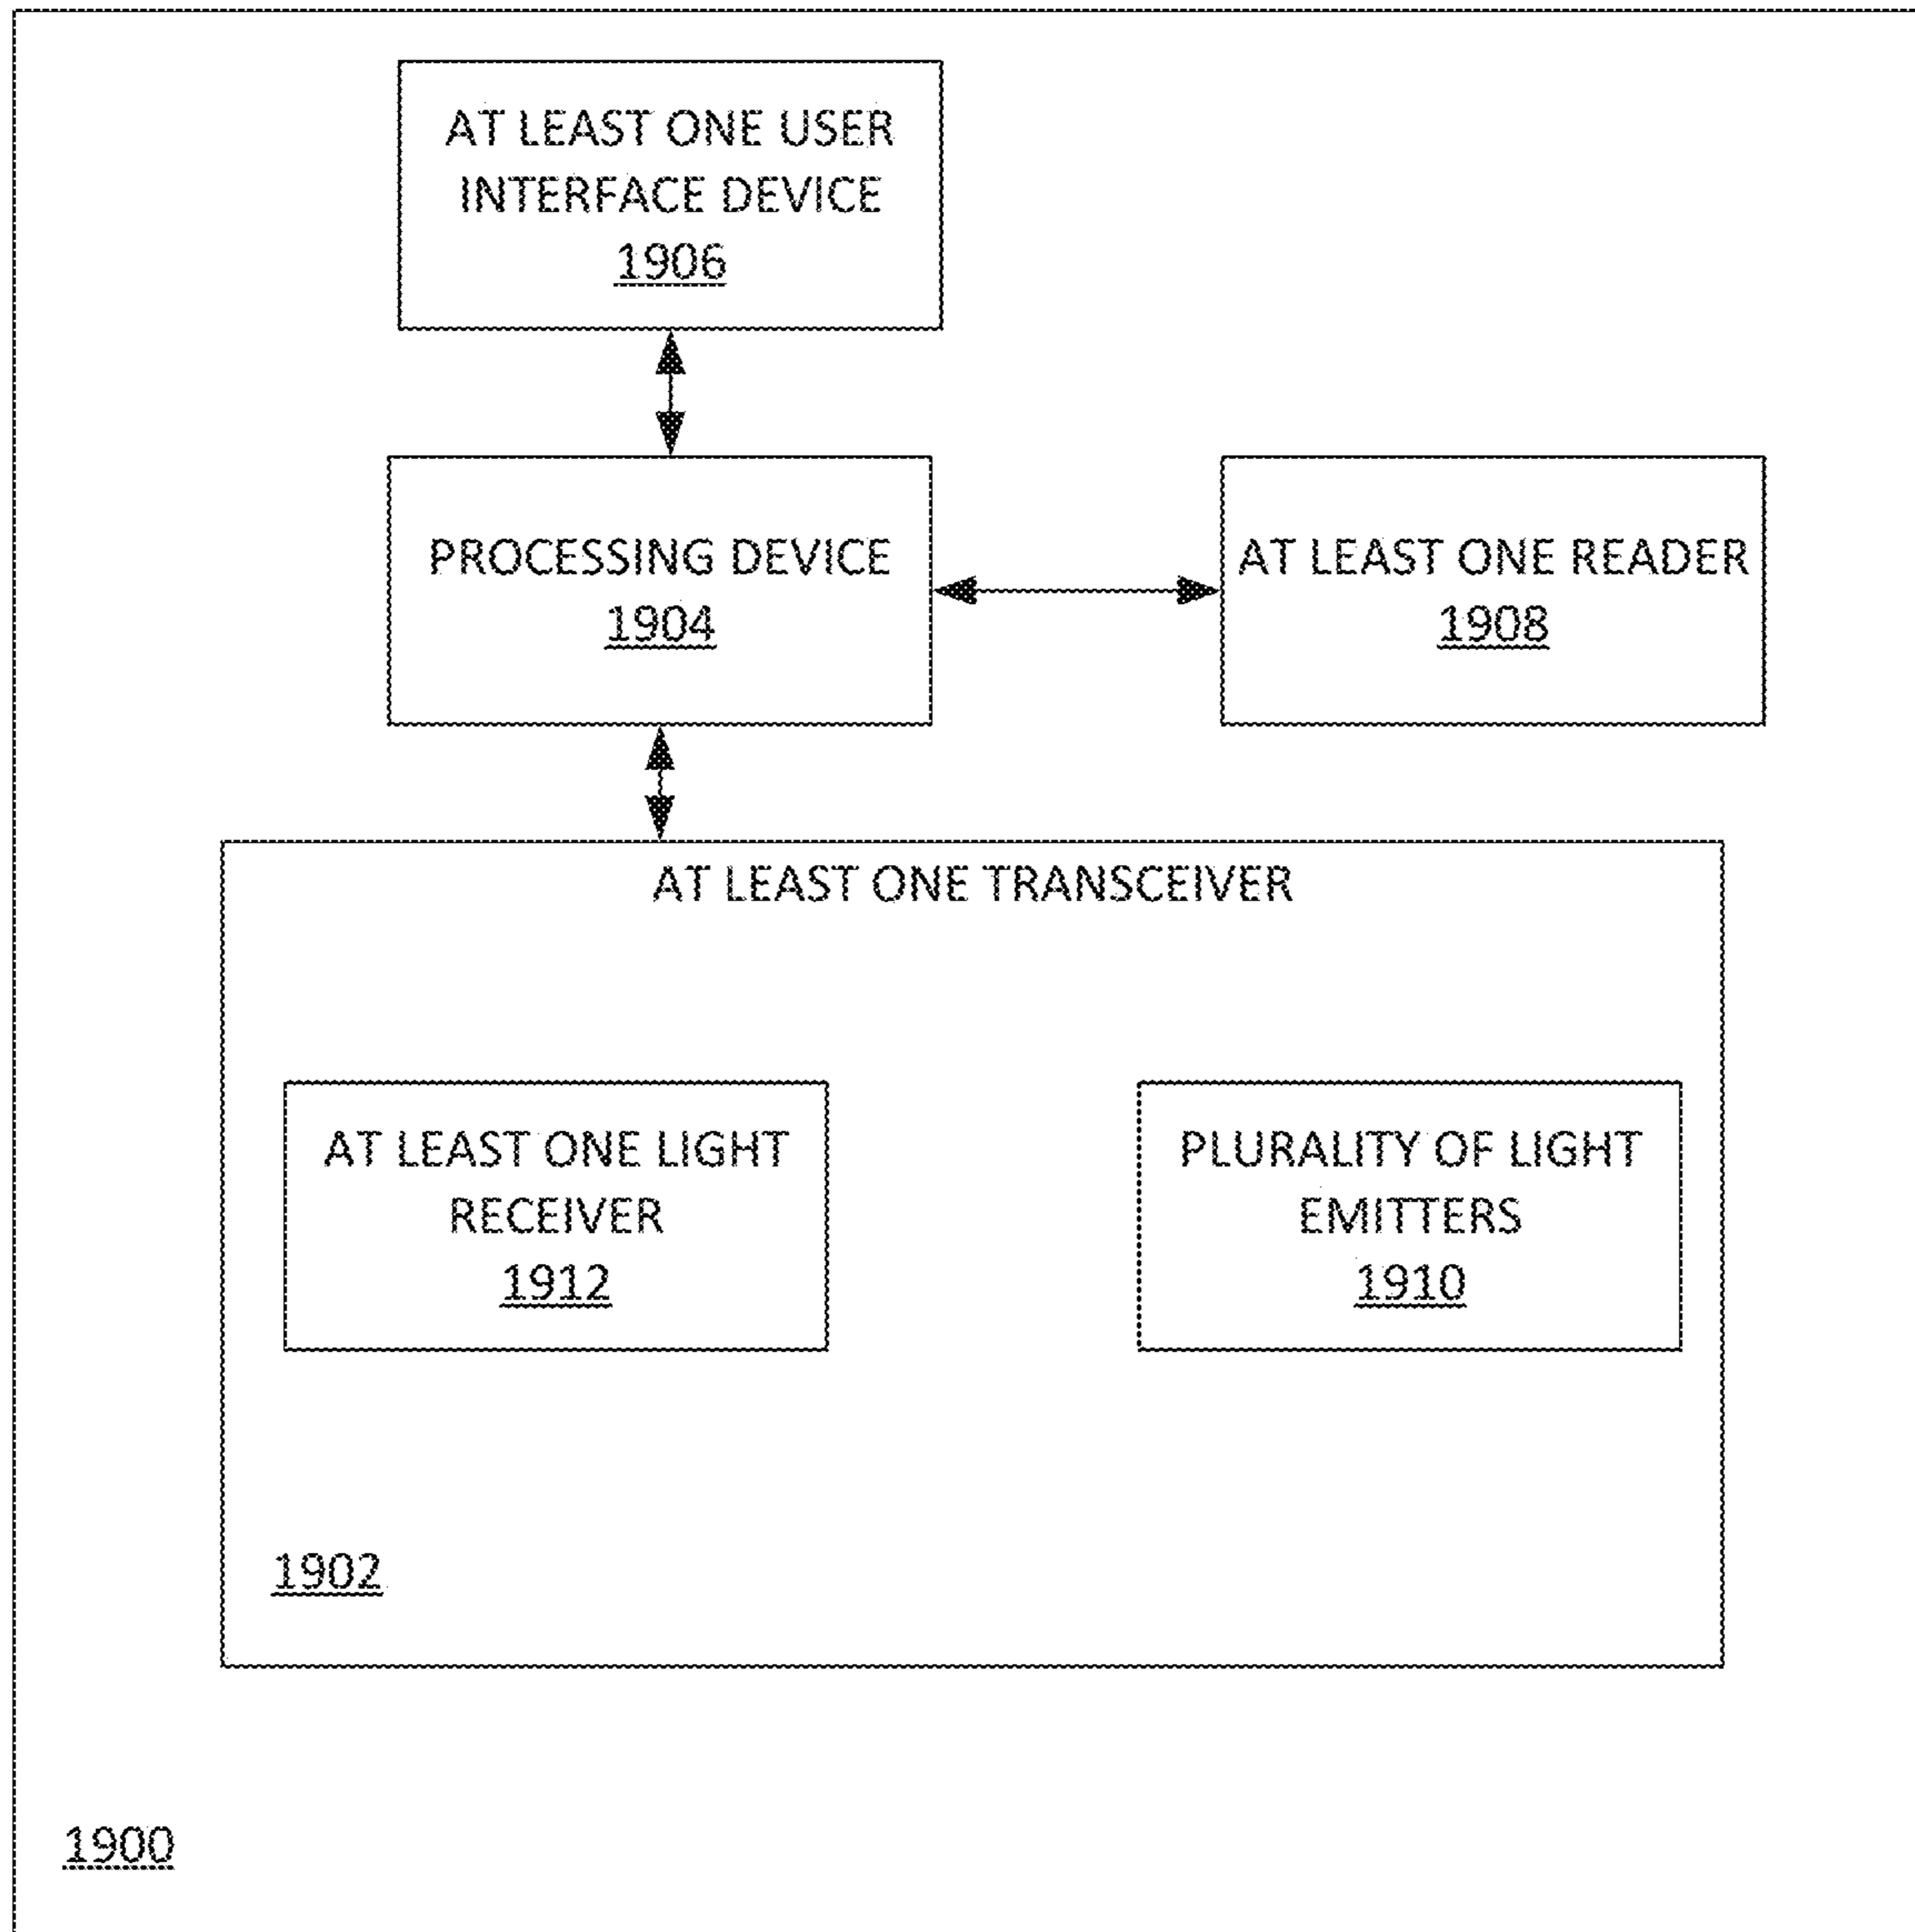 AT LEAST ONE USER
INTERFACE DEVICE
1906
PROCESSING DEVICE
1904
AT LEAST ONE READER
1908
AT LEAST ONE TRANSCEIVER
AT LEAST ONE LIGHT
RECEIVER
1912
PLURALITY OF LIGHT
EMITTERS
1910
1902
1900